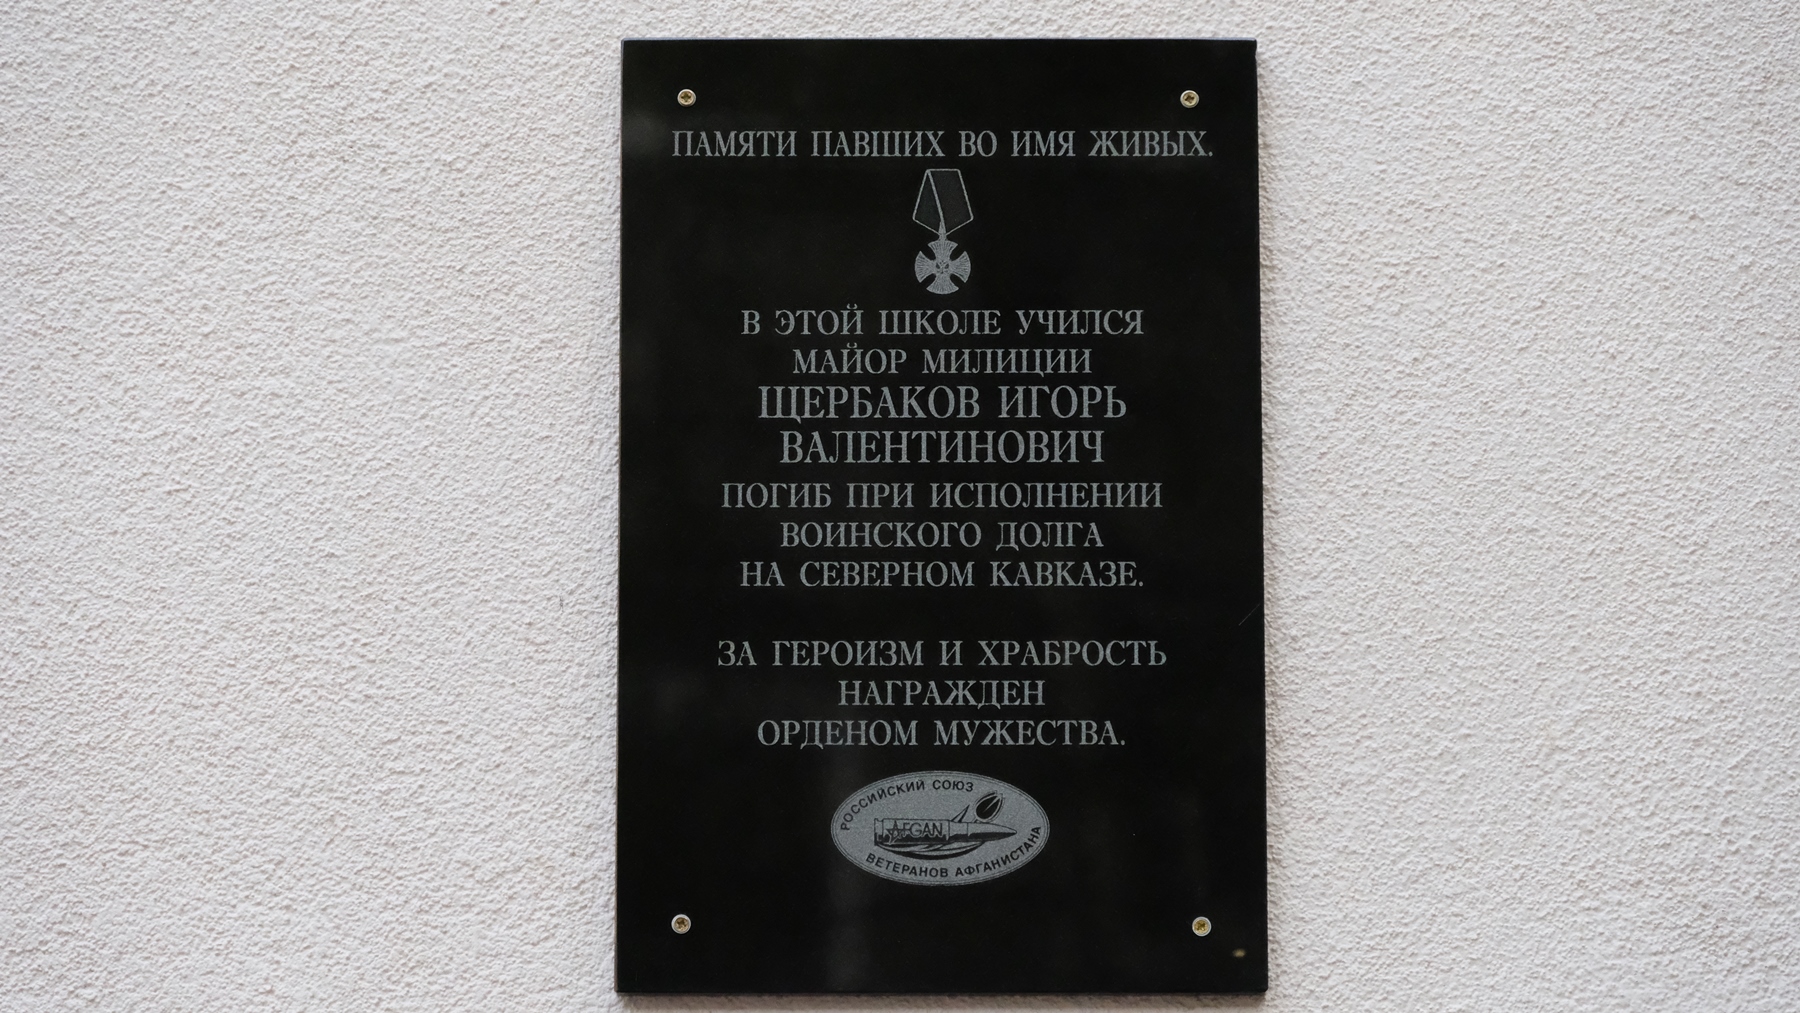 ПАМЯТИ ПАВШИХ ВО ИМЯ ЖИВЫХ.
В ЭТОЙ ШКОЛЕ УЧИЛСЯ
МАЙОР МИЛИЦИИ
ЩЕРБАКОВ ИГОРЬ
ВАЛЕНТИНОВИЧ
ПОГИБ ПРИ ИСПОЛНЕНИИ
ВОИНСКОГО ДОЛГА
НА СЕВЕРНОМ КАВКАЗЕ.
ЗА ГЕРОИЗМ И ХРАБРОСТЬ
НАГРАЖДЕН
ОРДЕНОМ МУЖЕСТВА.
РОССИЙСКИЙ СОЮЗ
AFGAN
ВЕТЕРАНОВ АФГАНИСТАНА